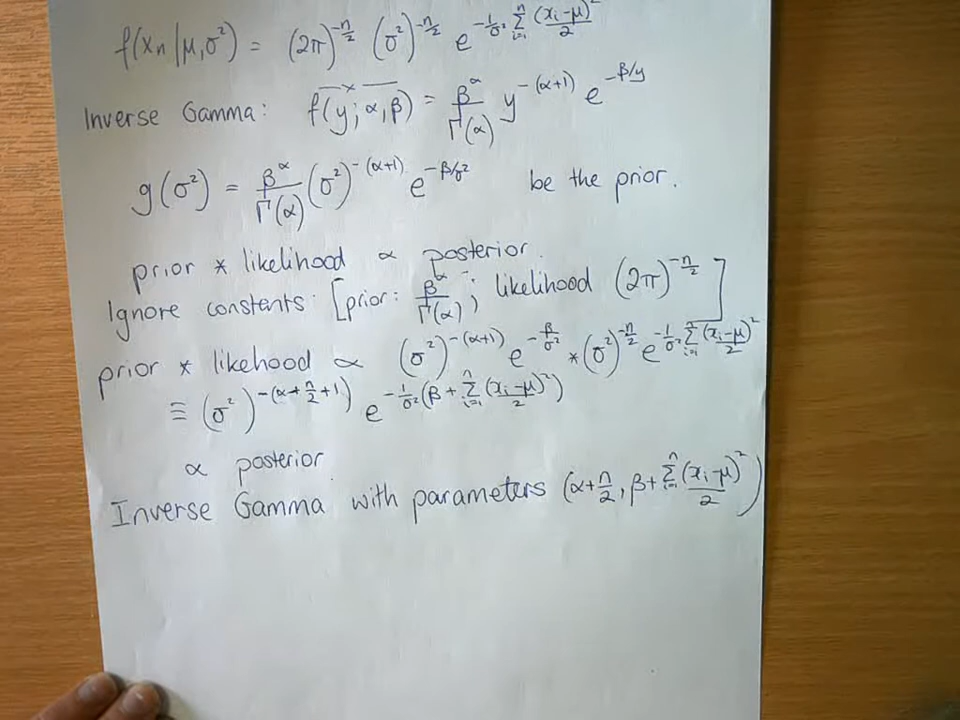 f(xn|μ,σ²) = (2π)^{-n/2} (σ²)^{-n/2} e^{-1/σ² Σ_{i=1}^{n} (xi-μ)²/2}
Inverse Gamma: f(y;α,β) = β^α/Γ(α) y^{-(α+1)} e^{-β/y}
g(σ²) = β^α/Γ(α) (σ²)^{-(α+1)} e^{-β/σ²} be the prior.
prior * likelihood ∝ posterior.
Ignore constants: [prior: β^α/Γ(α); likelihood (2π)^{-n/2}]
prior * likehood ∝ (σ²)^{-(α+1)} e^{-β/σ²} * (σ²)^{-n/2} e^{-1/σ² Σ_{i=1}^{n} (xi-μ)²/2}
≡ (σ²)^{-(α+n/2+1)} e^{-1/σ²(β+Σ_{i=1}^{n} (xi-μ)²/2)}
∝ posterior
Inverse Gamma with parameters (α+n/2, β+Σ_{i=1}^{n} (xi-μ)²/2)